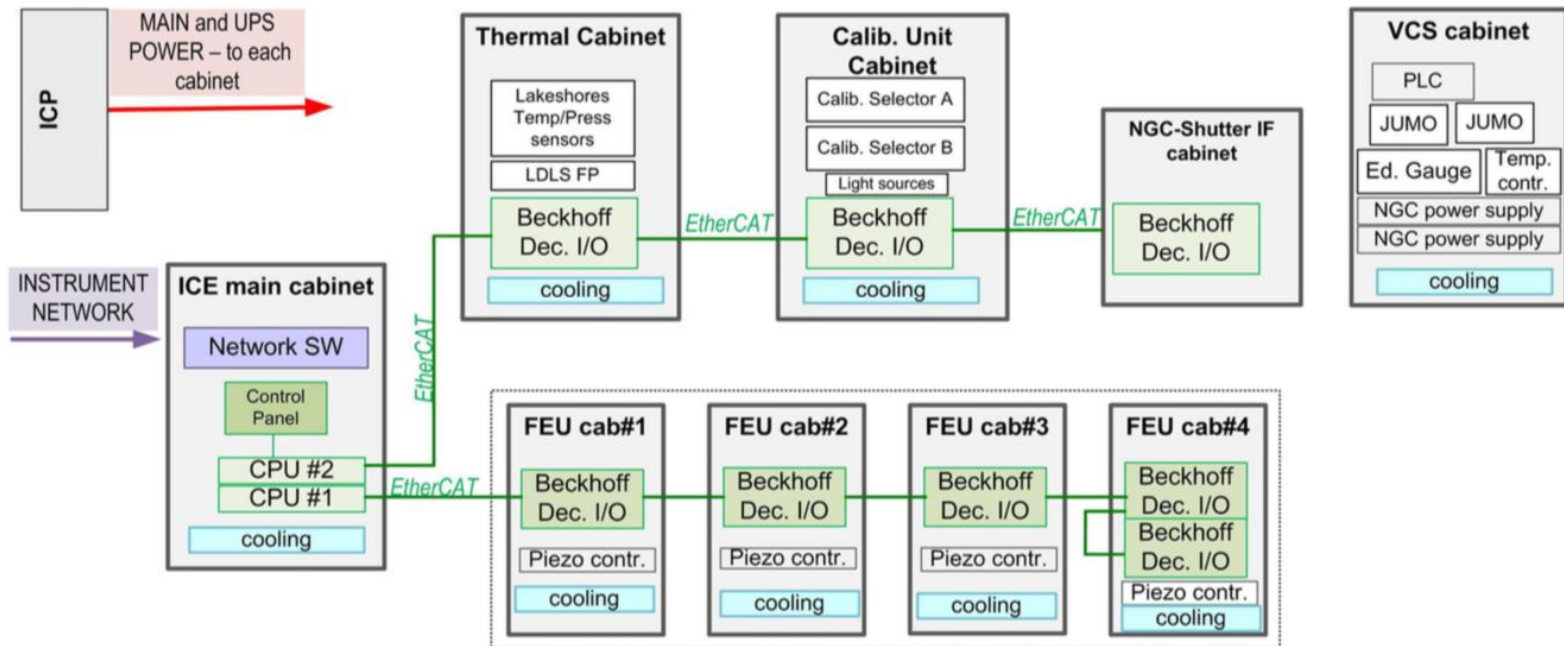 ICP
MAIN and UPS
POWER – to each
cabinet
INSTRUMENT
NETWORK
ICE main cabinet
Network SW
Control
Panel
CPU #2
CPU #1
cooling
EtherCAT
EtherCAT
Thermal Cabinet
Lakeshores
Temp/Press
sensors
LDLS FP
Beckhoff
Dec. I/O
cooling
EtherCAT
Calib. Unit
Cabinet
Calib. Selector A
Calib. Selector B
Light sources
Beckhoff
Dec. I/O
cooling
EtherCAT
NGC-Shutter IF
cabinet
Beckhoff
Dec. I/O
VCS cabinet
PLC
JUMO
JUMO
Ed. Gauge
Temp.
contr.
NGC power supply
NGC power supply
cooling
FEU cab#1
Beckhoff
Dec. I/O
Piezo contr.
cooling
FEU cab#2
Beckhoff
Dec. I/O
Piezo contr.
cooling
FEU cab#3
Beckhoff
Dec. I/O
Piezo contr.
cooling
FEU cab#4
Beckhoff
Dec. I/O
Beckhoff
Dec. I/O
Piezo contr.
cooling